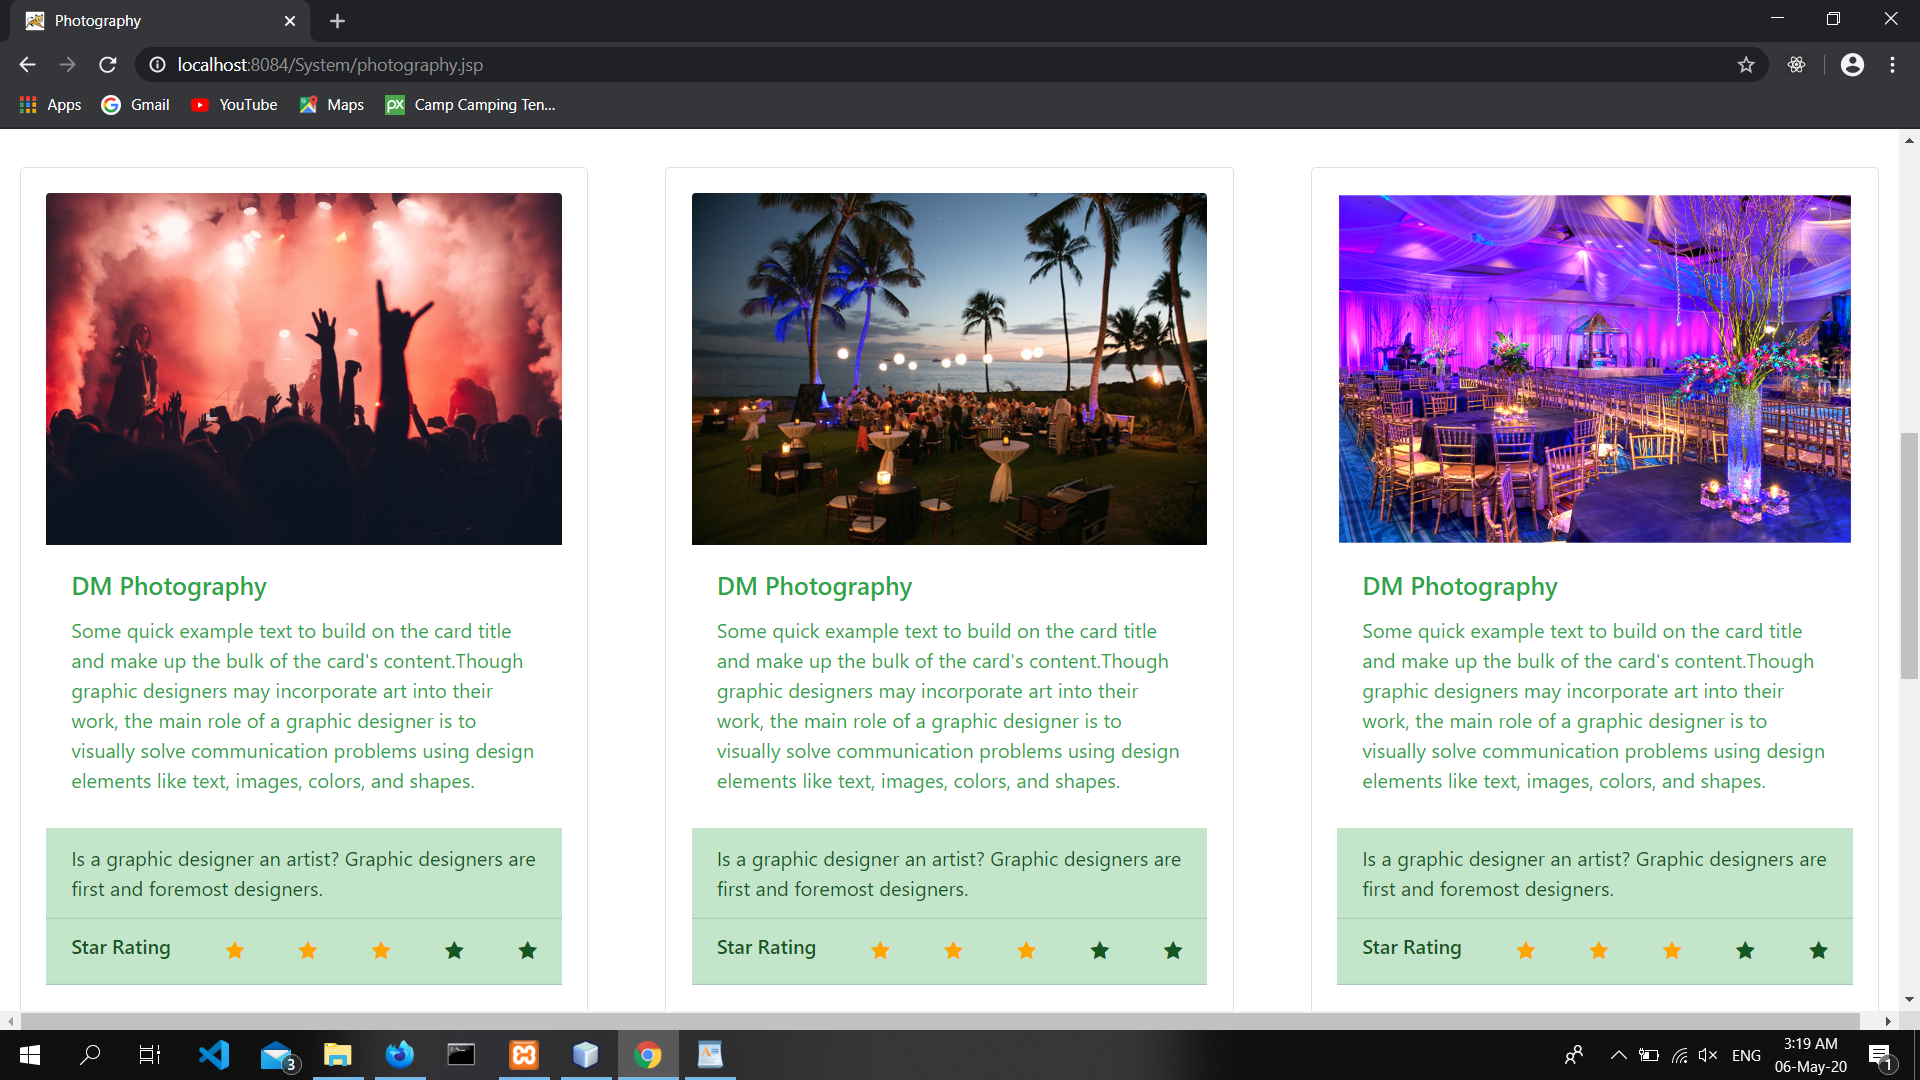 Photography
localhost:8084/System/photography.jsp
Apps Gmail YouTube Maps Camp Camping Ten...
DM Photography
Some quick example text to build on the card title
and make up the bulk of the card's content.Though
graphic designers may incorporate art into their
work, the main role of a graphic designer is to
visually solve communication problems using design
elements like text, images, colors, and shapes.
Is a graphic designer an artist? Graphic designers are
first and foremost designers.
Star Rating
DM Photography
Some quick example text to build on the card title
and make up the bulk of the card's content.Though
graphic designers may incorporate art into their
work, the main role of a graphic designer is to
visually solve communication problems using design
elements like text, images, colors, and shapes.
Is a graphic designer an artist? Graphic designers are
first and foremost designers.
Star Rating
DM Photography
Some quick example text to build on the card title
and make up the bulk of the card's content.Though
graphic designers may incorporate art into their
work, the main role of a graphic designer is to
visually solve communication problems using design
elements like text, images, colors, and shapes.
Is a graphic designer an artist? Graphic designers are
first and foremost designers.
Star Rating
3
ENG
3:19 AM
06-May-20
1